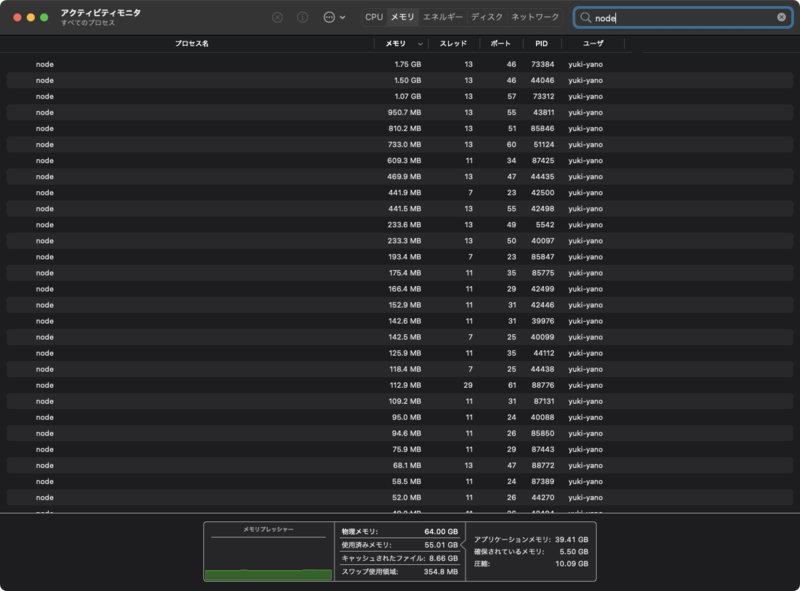 アクティビティモニタ
すべてのプロセス
CPU メモリ エネルギー ディスク ネットワーク node
プロセス名 メモリ スレッド ポート PID ユーザ
node 1.75 GB 13 46 73384 yuki-yano
node 1.50 GB 13 46 44046 yuki-yano
node 1.07 GB 13 57 73312 yuki-yano
node 950.7 MB 13 55 43811 yuki-yano
node 810.2 MB 13 51 85846 yuki-yano
node 733.0 MB 13 60 51124 yuki-yano
node 609.3 MB 11 34 87425 yuki-yano
node 469.9 MB 13 47 44435 yuki-yano
node 441.9 MB 7 23 42500 yuki-yano
node 441.5 MB 13 55 42498 yuki-yano
node 233.6 MB 13 49 5542 yuki-yano
node 233.3 MB 13 50 40097 yuki-yano
node 193.4 MB 7 23 85847 yuki-yano
node 175.4 MB 11 35 85775 yuki-yano
node 166.4 MB 11 29 42499 yuki-yano
node 152.9 MB 11 31 42446 yuki-yano
node 142.6 MB 11 31 39976 yuki-yano
node 142.5 MB 7 25 40099 yuki-yano
node 125.9 MB 11 35 44112 yuki-yano
node 118.4 MB 7 25 44438 yuki-yano
node 112.9 MB 29 61 88776 yuki-yano
node 109.2 MB 11 31 87131 yuki-yano
node 95.0 MB 11 24 40088 yuki-yano
node 94.6 MB 11 26 85850 yuki-yano
node 75.9 MB 11 29 87443 yuki-yano
node 68.1 MB 13 47 88772 yuki-yano
node 58.5 MB 11 24 87389 yuki-yano
node 52.0 MB 11 26 44270 yuki-yano
メモリプレッシャー
物理メモリ: 64.00 GB
使用済みメモリ: 55.01 GB
キャッシュされたファイル: 8.66 GB
スワップ使用領域: 354.8 MB
アプリケーションメモリ: 39.41 GB
確保されているメモリ: 5.50 GB
圧縮: 10.09 GB